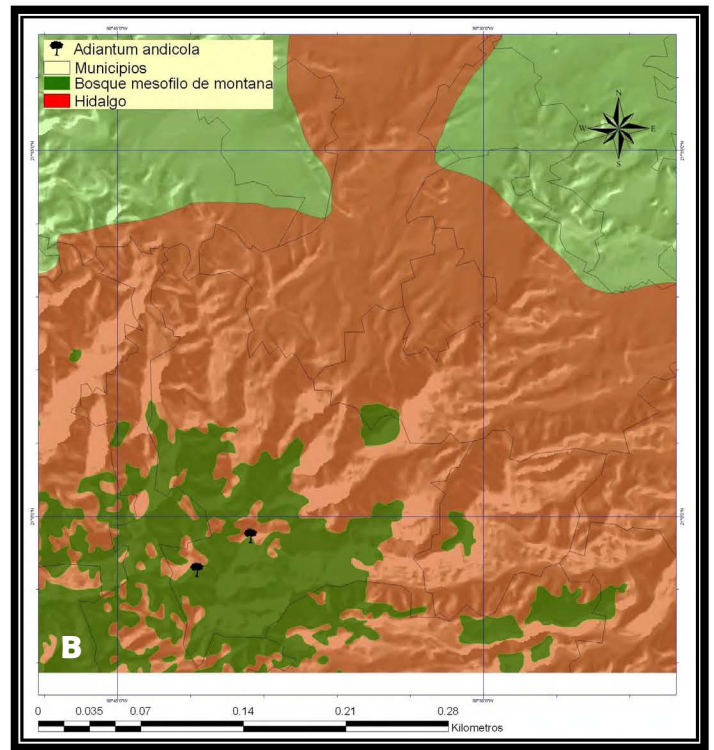 Adiantum andicola
Municipios
Bosque mesofilo de montana
Hidalgo
N
W E
S
B
0 0.035 0.07 0.14 0.21 0.28
Kilometros